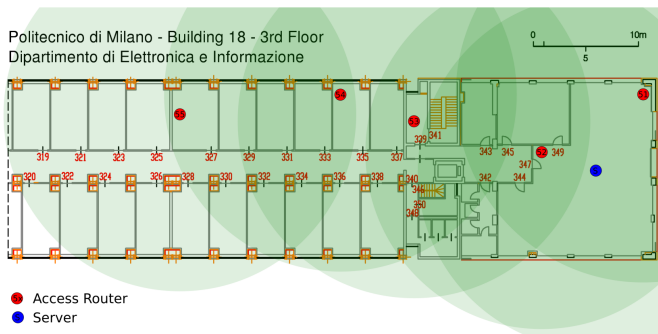 Politecnico di Milano - Building 18 - 3rd Floor
Dipartimento di Elettronica e Informazione
0 10m
5
341
339
319 321 323 325 327 329 331 333 335 337
343 345 349
347
320 322 324 326 328 330 332 334 336 338 340
342 344
346
350
348
Access Router
Server